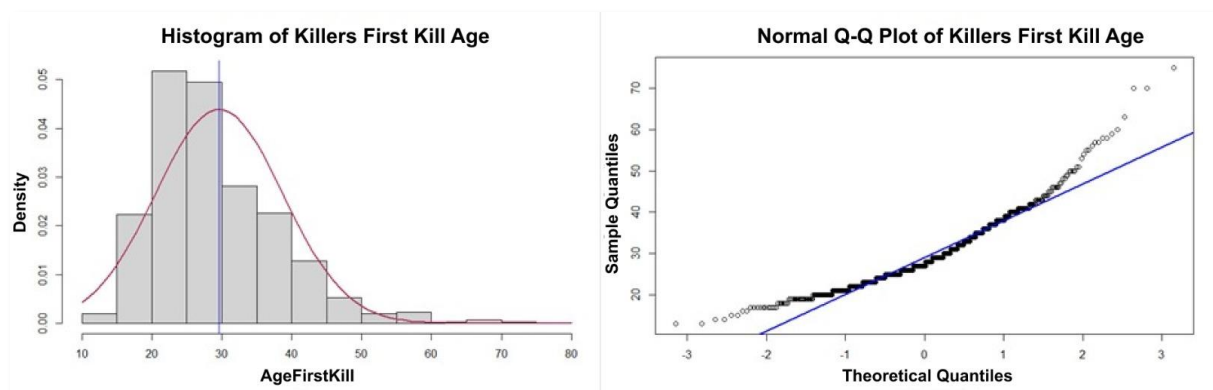 Histogram of Killers First Kill Age
Density
0.05
0.04
0.03
0.02
0.01
0.00
10 20 30 40 50 60 70 80
AgeFirstKill
Normal Q-Q Plot of Killers First Kill Age
Sample Quantiles
70
60
50
40
30
20
-3 -2 -1 0 1 2 3
Theoretical Quantiles